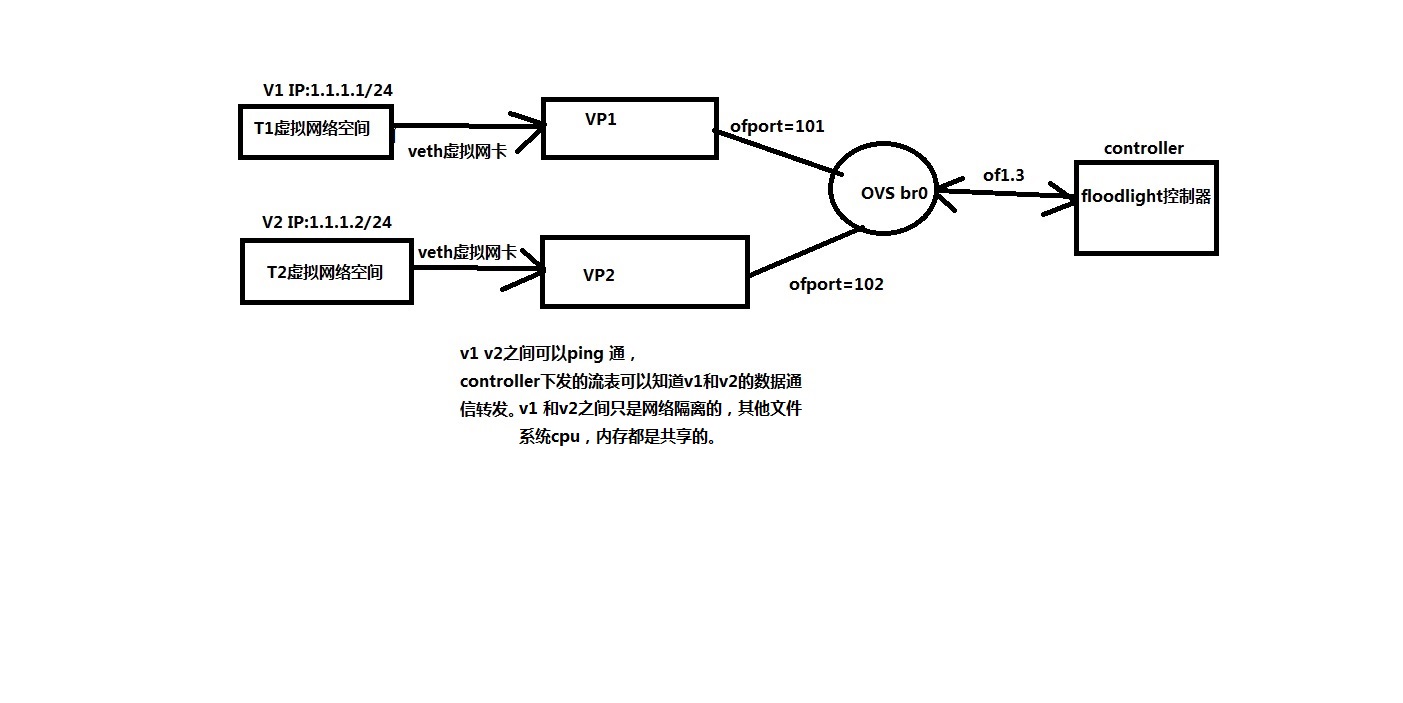 V1 IP:1.1.1.1/24
T1虚拟网络空间
veth虚拟网卡
VP1
ofport=101
controller
of1.3
floodlight控制器
OVS br0
V2 IP:1.1.1.2/24
veth虚拟网卡
T2虚拟网络空间
VP2
ofport=102
v1 v2之间可以ping 通，
controller下发的流表可以知道v1和v2的数据通
信转发。v1 和v2之间只是网络隔离的，其他文件
系统cpu，内存都是共享的。